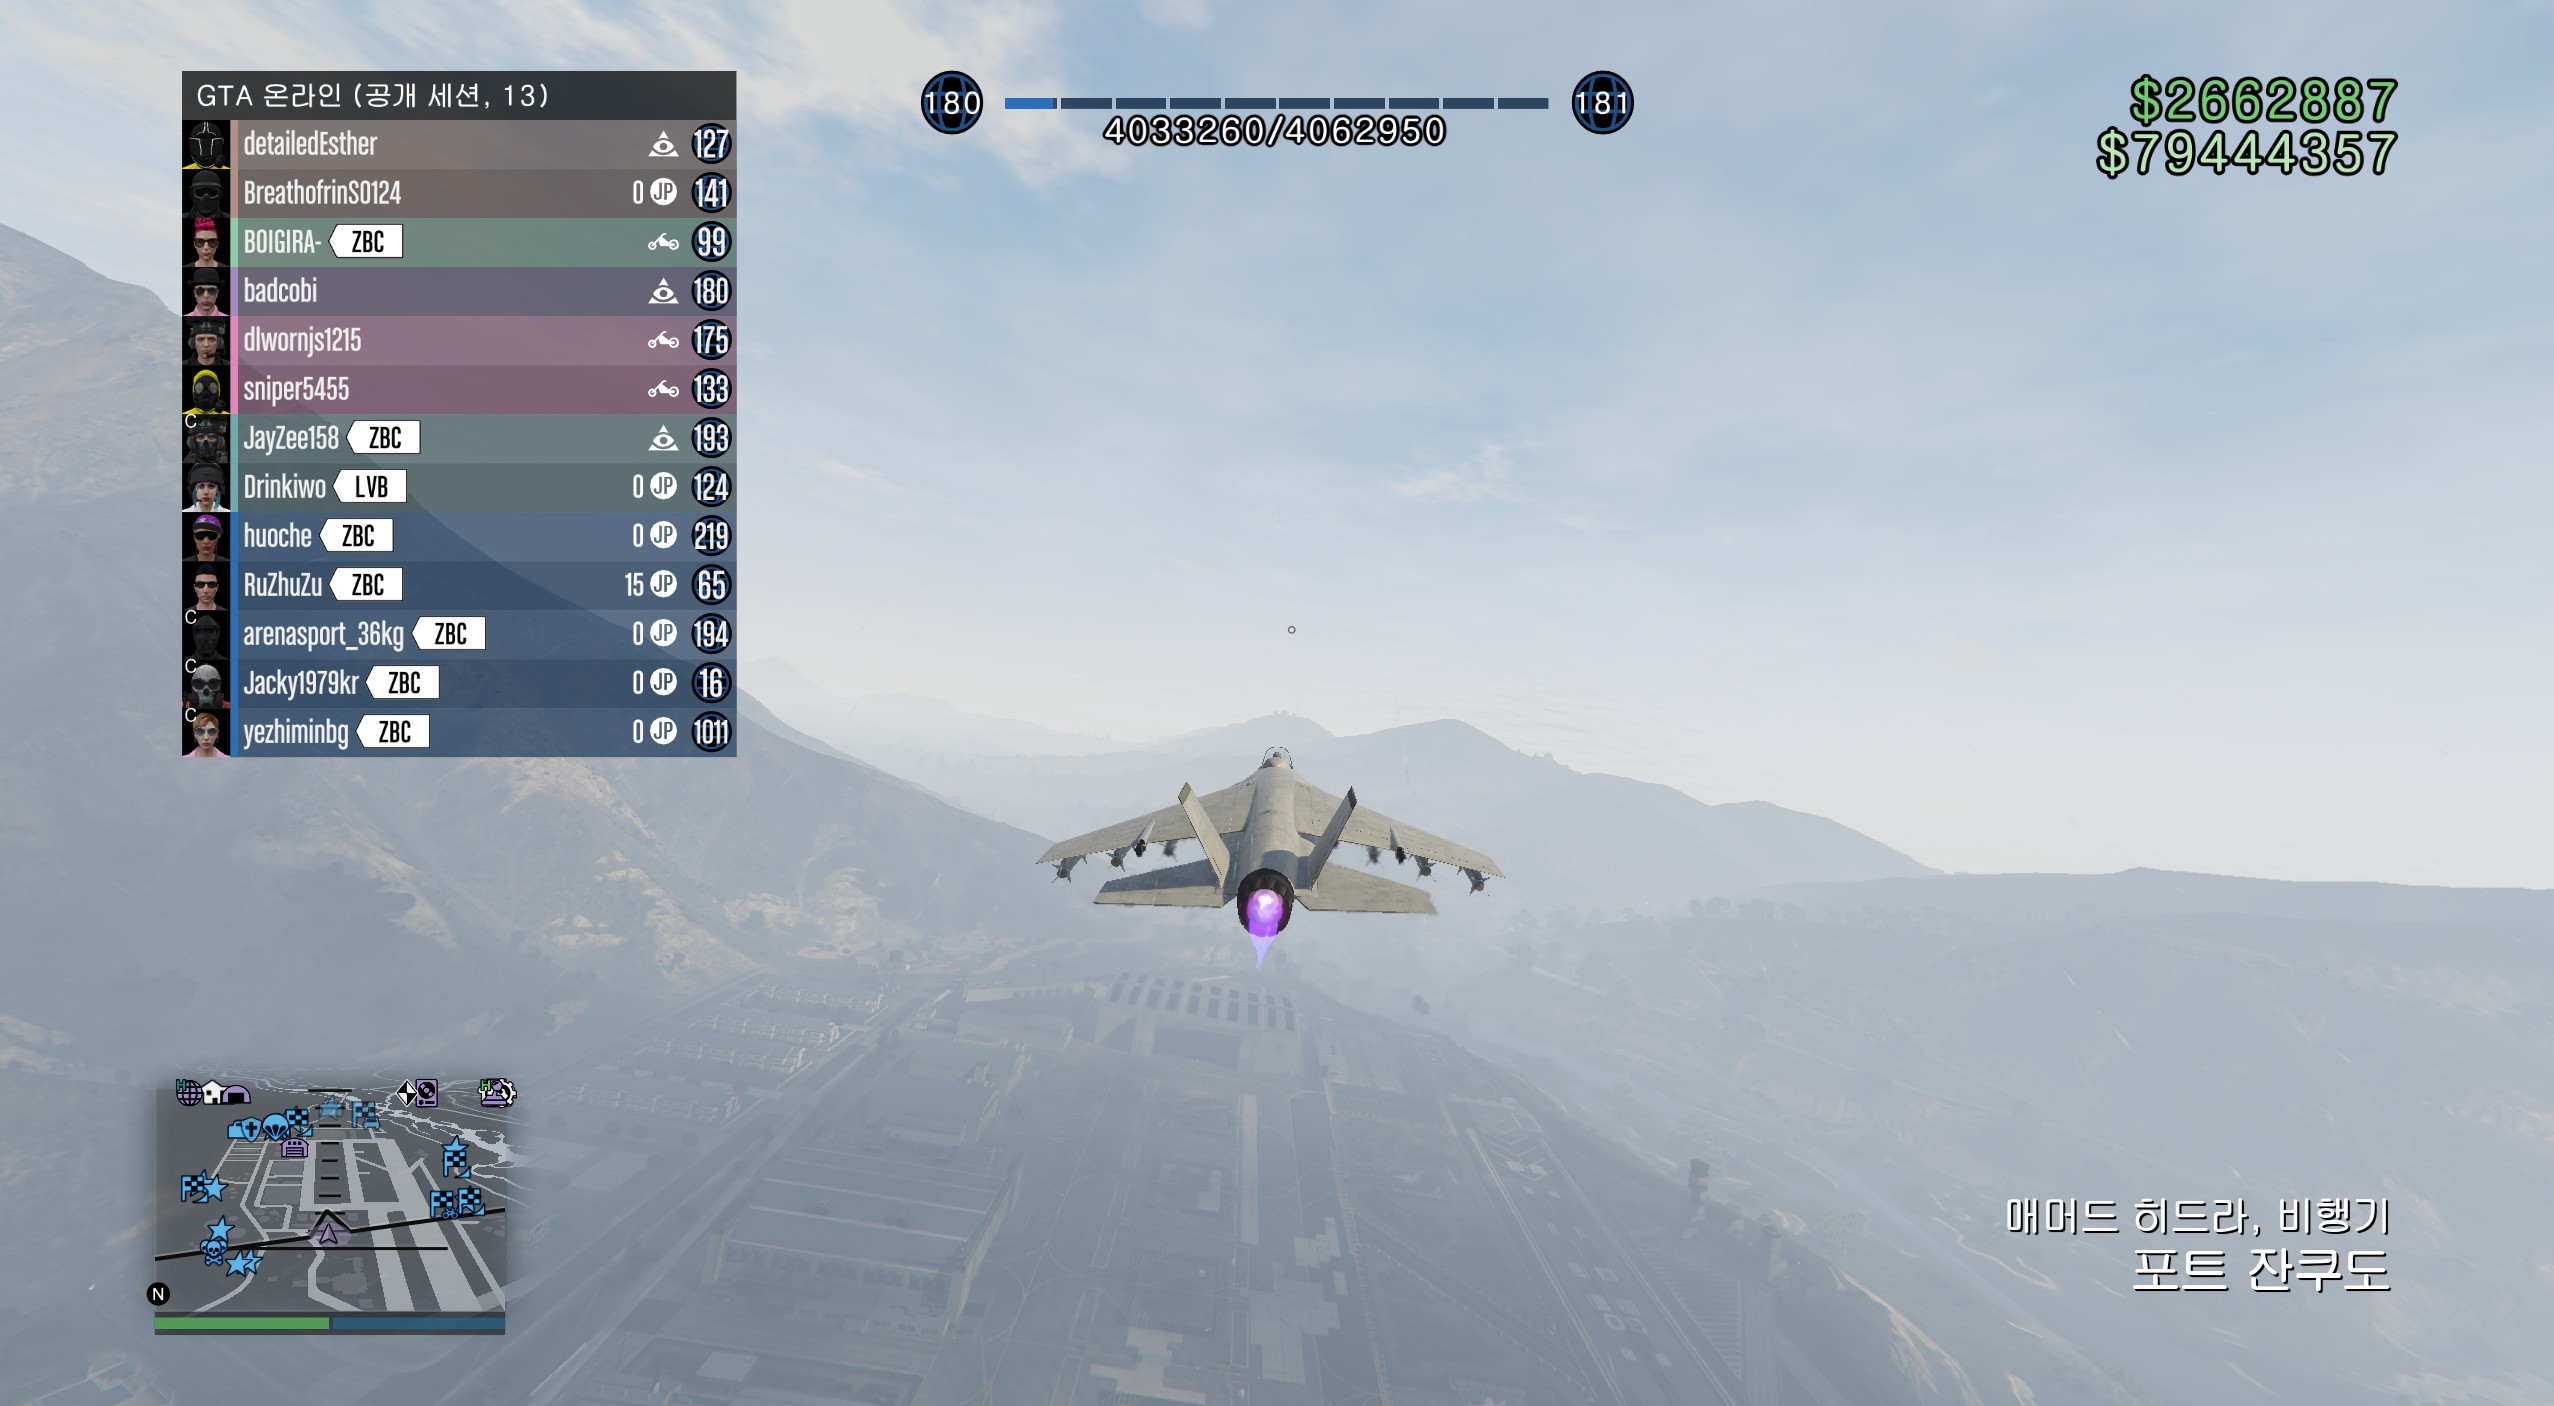 GTA 온라인 (공개 세션, 13)
detailedEsther 127
BreathofrinSO124 0 JP 141
BOIGIRA- ZBC 99
badcobi 180
dlwornjs1215 175
sniper5455 133
C JayZee158 ZBC 193
Drinkiwo LVB 0 JP 124
huoche ZBC 0 JP 219
RuZhuZu ZBC 15 JP 65
C arenasport_36kg ZBC 0 JP 194
C Jacky1979kr ZBC 0 JP 16
C yezhiminbg ZBC 0 JP 1011
180 181
4033260/4062950
$2662887
$79444357
H H
N
매머드 히드라, 비행기
포트 잔쿠도